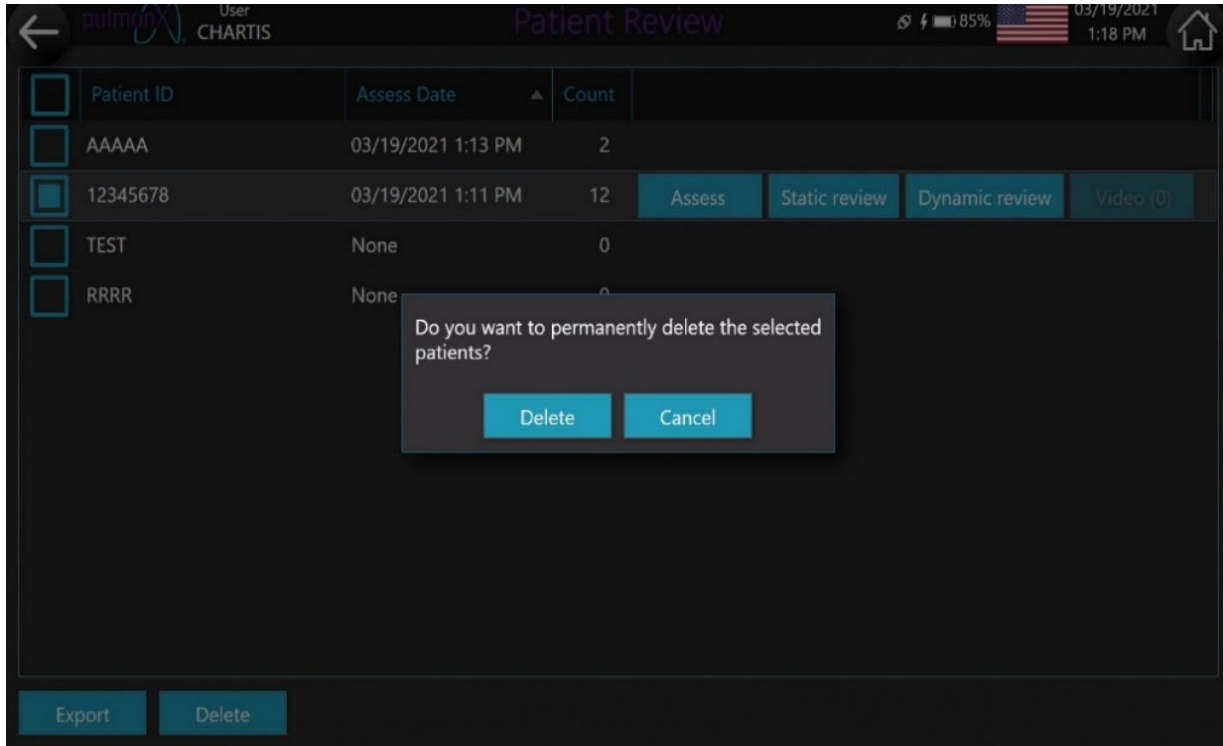 pulmonX
User
CHARTIS
Patient Review
85%
03/19/2021
1:18 PM
Patient ID Assess Date Count
AAAAA 03/19/2021 1:13 PM 2
12345678 03/19/2021 1:11 PM 12 Assess Static review Dynamic review Video (0)
TEST None 0
RRRR None 0
Do you want to permanently delete the selected
patients?
Delete Cancel
Export Delete